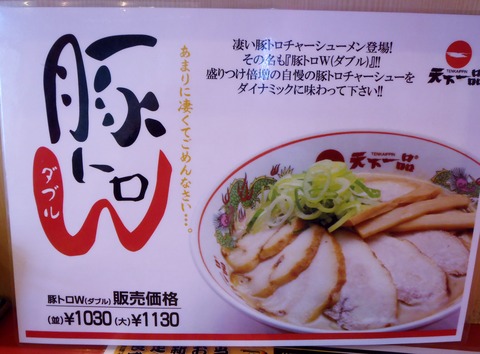 豚トロW
ダブル
あまりに凄くてごめんなさい…。
凄い豚トロチャーシューメン登場!
その名も『豚トロW(ダブル)』!!!
盛りつけ倍増の自慢の豚トロチャーシューを
ダイナミックに味わって下さい!!
TENKAIPPIN
天下一品
天下一品
豚トロW(ダブル) 販売価格
(並)¥1030(大)¥1130